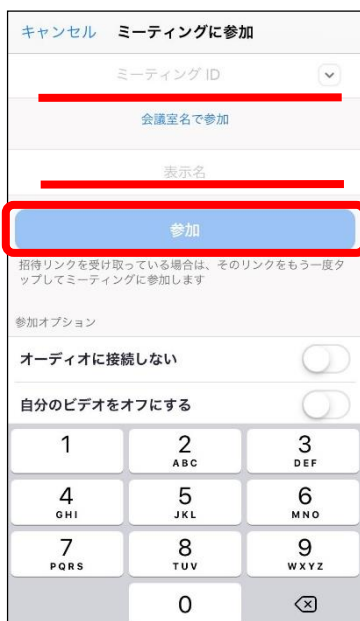 キャンセル ミーティングに参加
ミーティング ID
会議室名で参加
表示名
参加
招待リンクを受け取っている場合は、そのリンクをもう一度タ
ップしてミーティングに参加します
参加オプション
オーディオに接続しない
自分のビデオをオフにする
1 2 3
ABC DEF
4 5 6
GHI JKL MNO
7 8 9
PQRS TUV WXYZ
0